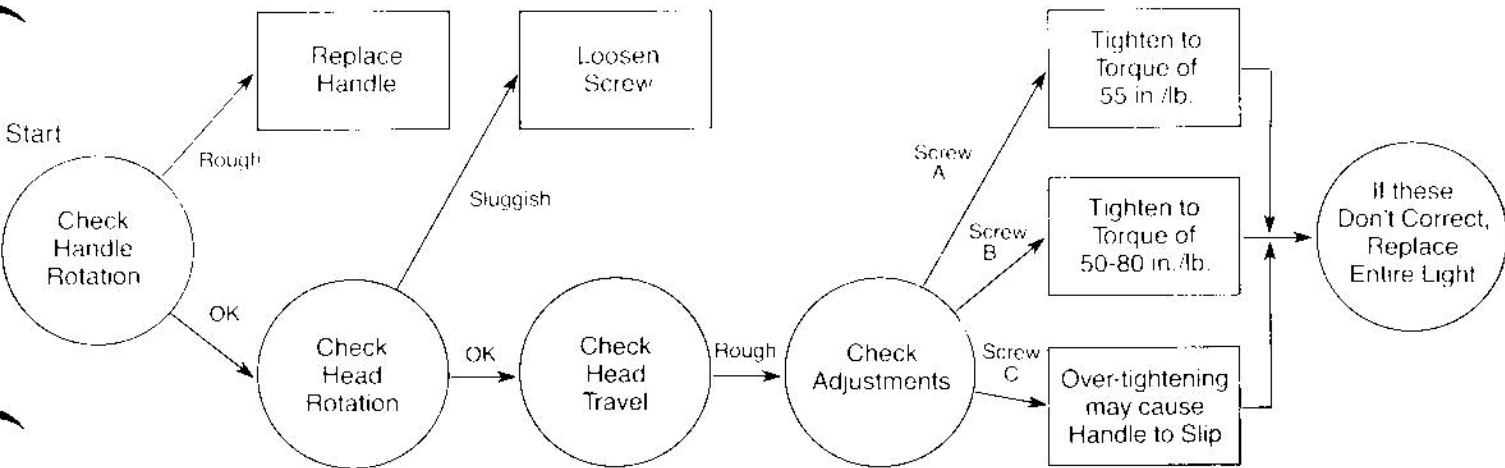 Start
Check
Handle
Rotation
Rough
Replace
Handle
OK
Check
Head
Rotation
Sluggish
Loosen
Screw
OK
Check
Head
Travel
Rough
Check
Adjustments
Screw
A
Tighten to
Torque of
55 in./lb.
Screw
B
Tighten to
Torque of
50-80 in./lb.
Screw
C
Over-tightening
may cause
Handle to Slip
If these
Don't Correct,
Replace
Entire Light